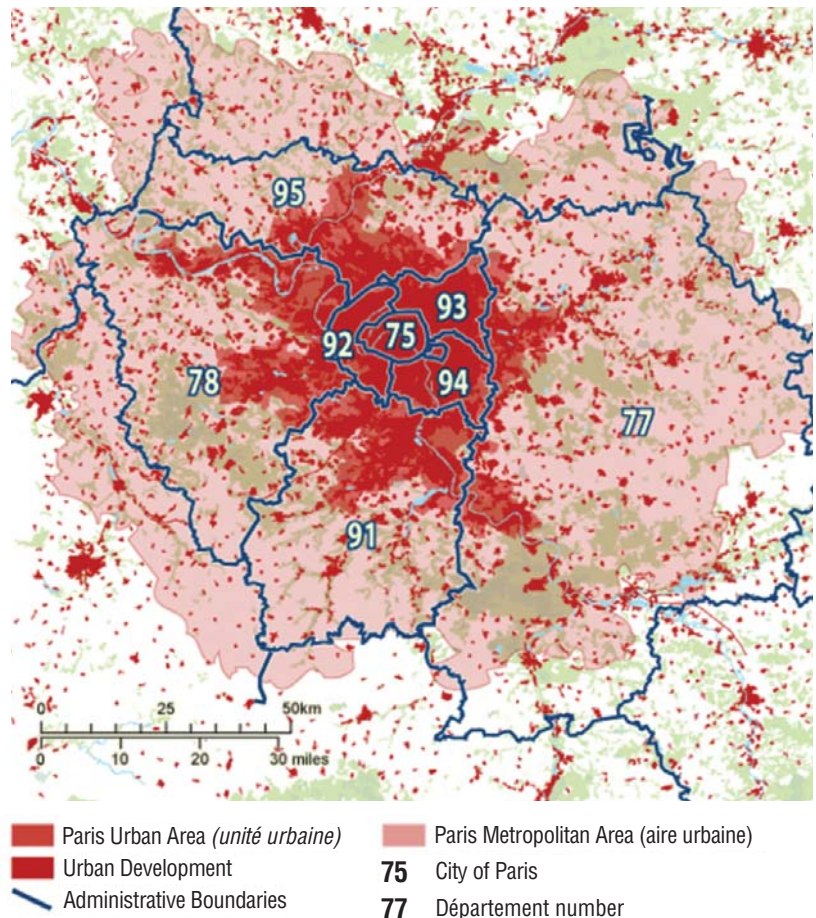 95
93
75
92
94
78
77
91
0 25 50km
0 10 20 30 miles
Paris Urban Area (unité urbaine)
Paris Metropolitan Area (aire urbaine)
Urban Development
75 City of Paris
Administrative Boundaries
77 Département number